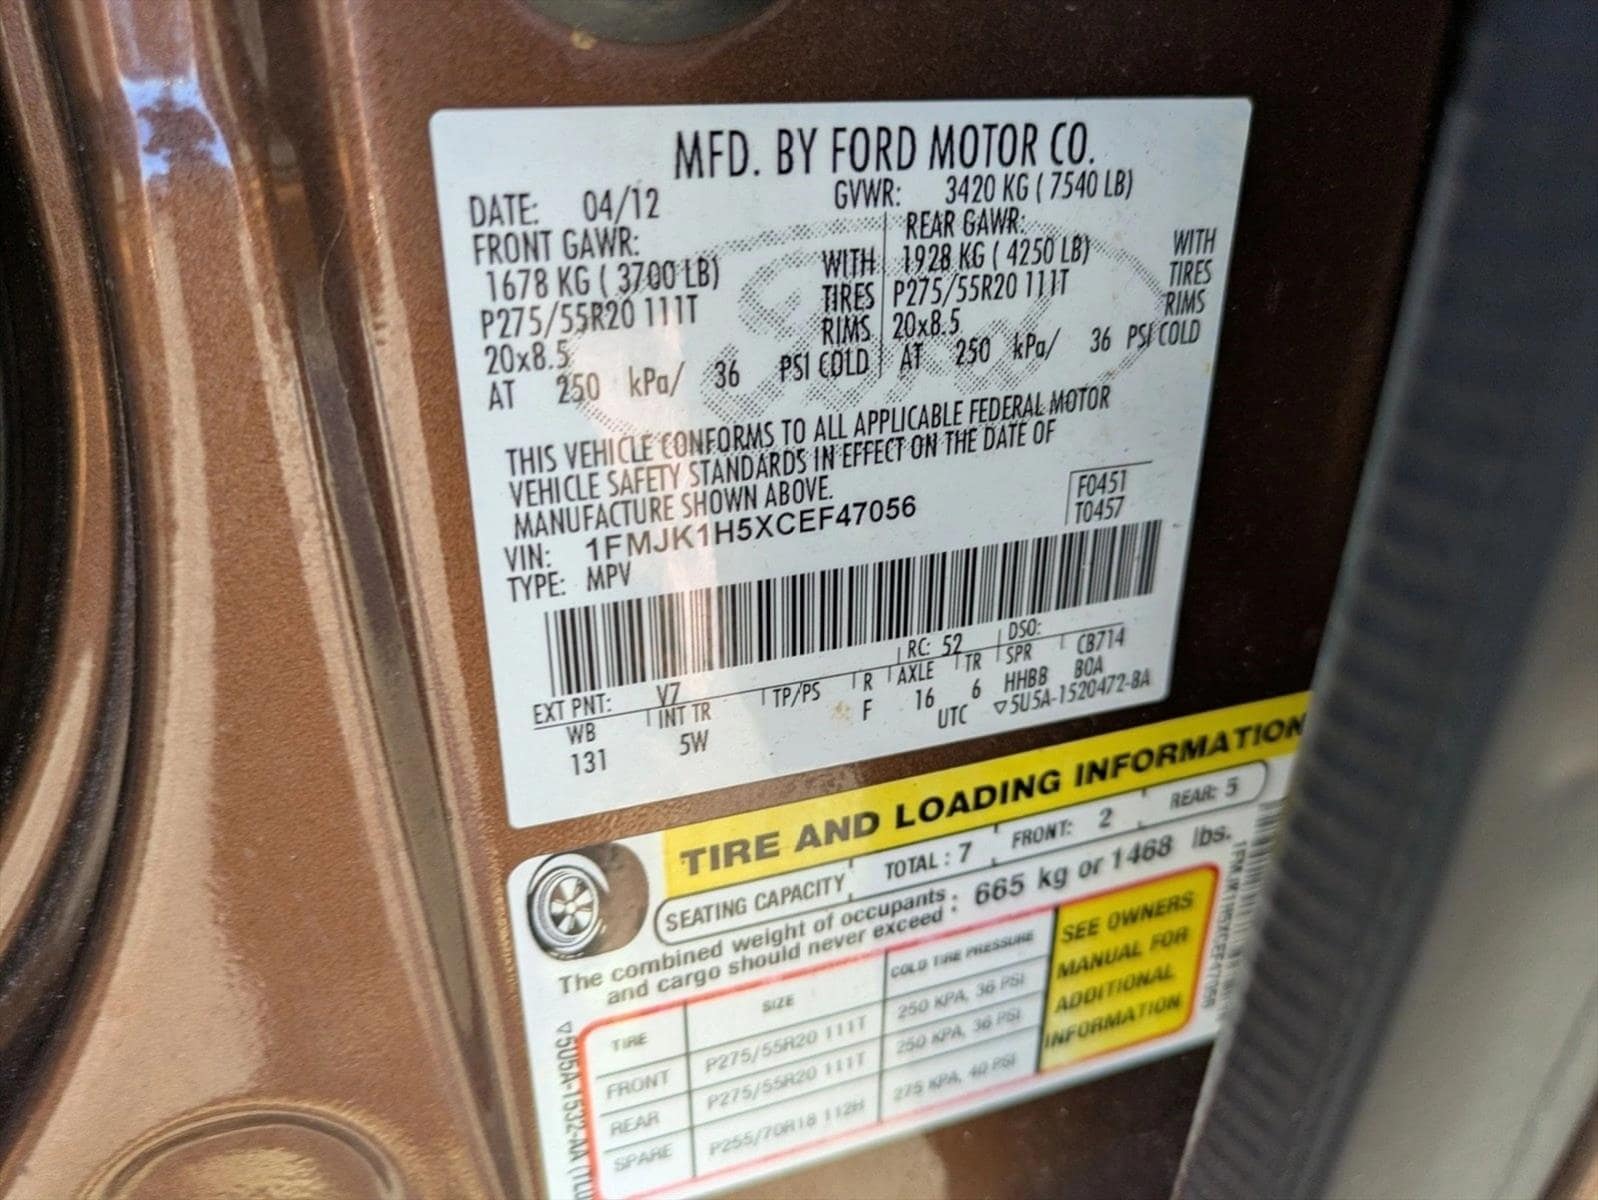 MFD. BY FORD MOTOR CO.
DATE: 04/12 GVWR: 3420 KG ( 7540 LB)
FRONT GAWR: REAR GAWR:
1678 KG ( 3700 LB) WITH 1928 KG ( 4250 LB) WITH
P275/55R20 111T TIRES P275/55R20 111T TIRES
20x8.5 RIMS 20x8.5 RIMS
AT 250 kPa/ 36 PSI COLD AT 250 kPa/ 36 PSI COLD
THIS VEHICLE CONFORMS TO ALL APPLICABLE FEDERAL MOTOR
VEHICLE SAFETY STANDARDS IN EFFECT ON THE DATE OF
MANUFACTURE SHOWN ABOVE.
F0451
VIN: 1FMJK1H5XCEF47056
T0457
TYPE: MPV
EXT PNT: V7 RC: 52 DSO:
WB INT TR TP/PS R AXLE TR SPR CB714
131 5W F 16 6 HHBB BOA
UTC ▽5U5A-1520472-BA
TIRE AND LOADING INFORMATION
SEATING CAPACITY TOTAL : 7 FRONT: 2 REAR: 5
The combined weight of occupants
and cargo should never exceed : 665 kg or 1468 lbs.
TIRE SIZE COLD TIRE PRESSURE
FRONT P275/55R20 111T 250 KPA, 36 PSI
REAR P275/55R20 111T 250 KPA, 36 PSI
SPARE P255/70R18 112H 275 KPA, 40 PSI
SEE OWNERS
MANUAL FOR
ADDITIONAL
INFORMATION
▽5U5A-1532-AA